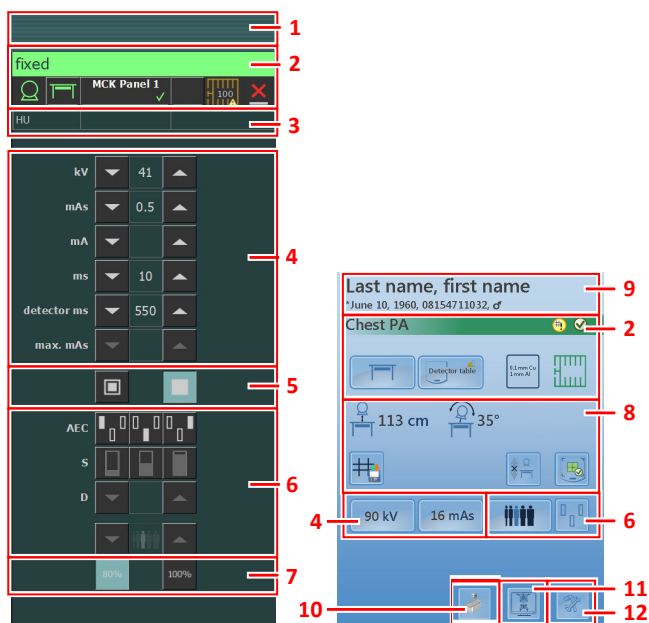 1
fixed
2
MCK Panel 1
100
HU
3
kV 41
mAs 0.5
mA
4
ms 10
detector ms 550
max. mAs
5
AEC
S
6
D
80% 100%
7
Last name, first name
9
*June 10, 1960, 08154711032, ♂
Chest PA
2
Detector table
0.1mm Cu
1mm Al
8
113 cm 35°
4 90 kV 16 mAs 6
11
10
12